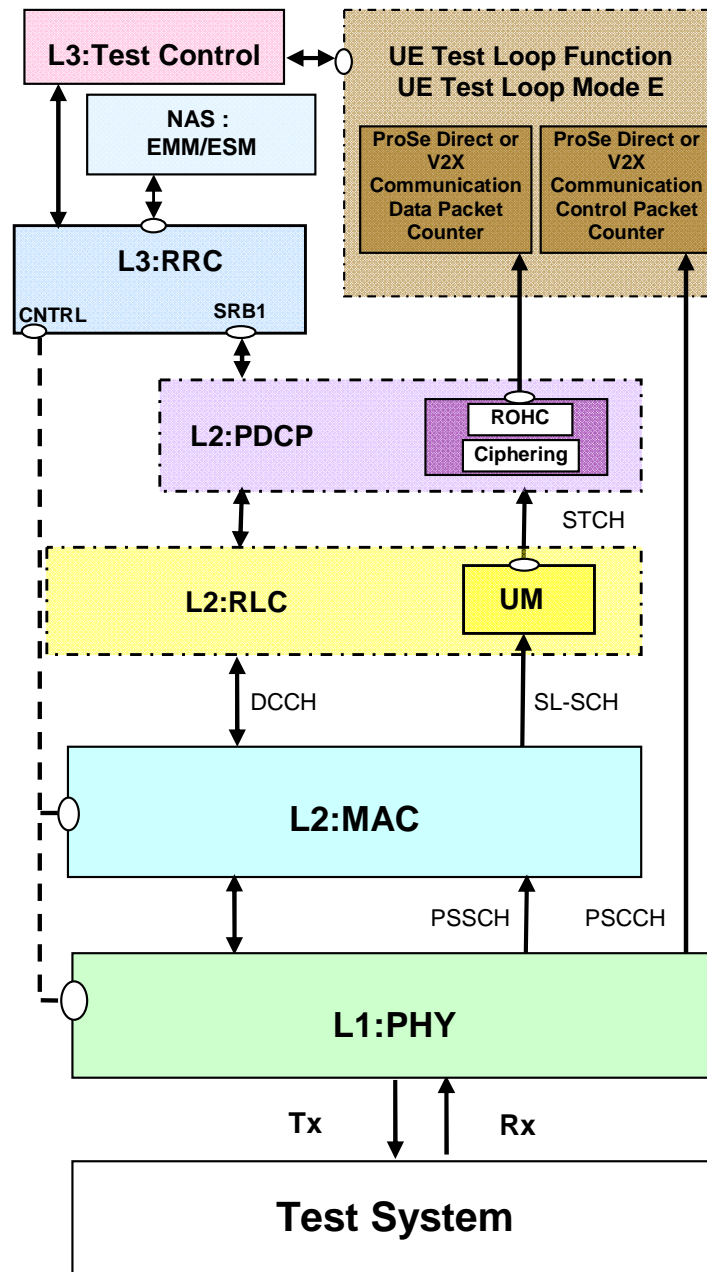 L3:Test Control
UE Test Loop Function
UE Test Loop Mode E
NAS :
EMM/ESM
ProSe Direct or
V2X
Communication
Data Packet
Counter
ProSe Direct or
V2X
Communication
Control Packet
Counter
L3:RRC
CNTRL
SRB1
L2:PDCP
ROHC
Ciphering
STCH
L2:RLC
UM
DCCH
SL-SCH
L2:MAC
PSSCH
PSCCH
L1:PHY
Tx
Rx
Test System